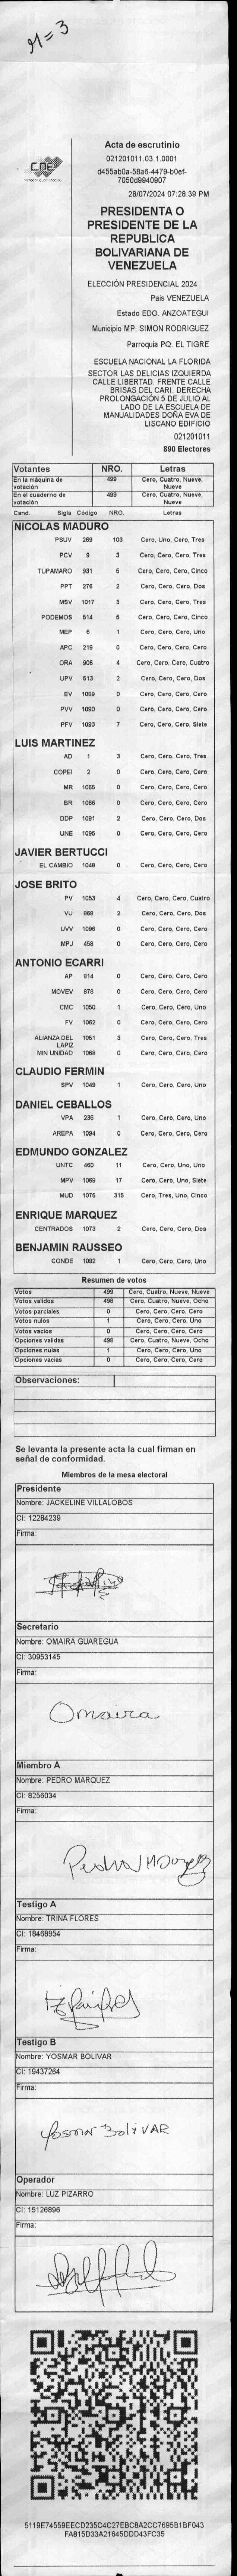 M=3
CNE
Acta de escrutinio
021201011.03.1.0001
d455ab0a-58a6-4479-b0ef-
7050d9940907
28/07/2024 07:28:39 PM
PRESIDENTA O
PRESIDENTE DE LA
REPUBLICA
BOLIVARIANA DE
VENEZUELA
ELECCIÓN PRESIDENCIAL 2024
Pais VENEZUELA
Estado EDO. ANZOATEGUI
Municipio MP. SIMON RODRIGUEZ
Parroquia PQ. EL TIGRE
ESCUELA NACIONAL LA FLORIDA
SECTOR LAS DELICIAS IZQUIERDA
CALLE LIBERTAD. FRENTE CALLE
BRISAS DEL CARI. DERECHA
PROLONGACIÓN 5 DE JULIO AL
LADO DE LA ESCUELA DE
MANUALIDADES DOÑA EVA DE
LISCANO EDIFICIO
021201011
890 Electores
Votantes NRO. Letras
En la máquina de votación 499 Cero, Cuatro, Nueve, Nueve
En el cuaderno de votación 499 Cero, Cuatro, Nueve, Nueve
Cand. Sigla Código NRO. Letras
NICOLAS MADURO
PSUV 269 103 Cero, Uno, Cero, Tres
PCV 9 3 Cero, Cero, Cero, Tres
TUPAMARO 931 5 Cero, Cero, Cero, Cinco
PPT 276 2 Cero, Cero, Cero, Dos
MSV 1017 3 Cero, Cero, Cero, Tres
PODEMOS 514 5 Cero, Cero, Cero, Cinco
MEP 6 1 Cero, Cero, Cero, Uno
APC 219 0 Cero, Cero, Cero, Cero
ORA 906 4 Cero, Cero, Cero, Cuatro
UPV 513 2 Cero, Cero, Cero, Dos
EV 1089 0 Cero, Cero, Cero, Cero
PVV 1090 0 Cero, Cero, Cero, Cero
PFV 1093 7 Cero, Cero, Cero, Siete
LUIS MARTINEZ
AD 1 3 Cero, Cero, Cero, Tres
COPEI 2 0 Cero, Cero, Cero, Cero
MR 1065 0 Cero, Cero, Cero, Cero
BR 1066 0 Cero, Cero, Cero, Cero
DDP 1091 2 Cero, Cero, Cero, Dos
UNE 1095 0 Cero, Cero, Cero, Cero
JAVIER BERTUCCI
EL CAMBIO 1048 0 Cero, Cero, Cero, Cero
JOSE BRITO
PV 1053 4 Cero, Cero, Cero, Cuatro
VU 868 2 Cero, Cero, Cero, Dos
UVV 1096 0 Cero, Cero, Cero, Cero
MPJ 458 0 Cero, Cero, Cero, Cero
ANTONIO ECARRI
AP 814 0 Cero, Cero, Cero, Cero
MOVEV 878 0 Cero, Cero, Cero, Cero
CMC 1050 1 Cero, Cero, Cero, Uno
FV 1062 0 Cero, Cero, Cero, Cero
ALIANZA DEL LAPIZ 1051 3 Cero, Cero, Cero, Tres
MIN UNIDAD 1068 0 Cero, Cero, Cero, Cero
CLAUDIO FERMIN
SPV 1049 1 Cero, Cero, Cero, Uno
DANIEL CEBALLOS
VPA 236 1 Cero, Cero, Cero, Uno
AREPA 1094 0 Cero, Cero, Cero, Cero
EDMUNDO GONZALEZ
UNTC 460 11 Cero, Cero, Uno, Uno
MPV 1069 17 Cero, Cero, Uno, Siete
MUD 1075 315 Cero, Tres, Uno, Cinco
ENRIQUE MARQUEZ
CENTRADOS 1073 2 Cero, Cero, Cero, Dos
BENJAMIN RAUSSEO
CONDE 1092 1 Cero, Cero, Cero, Uno
Resumen de votos
Votos 499 Cero, Cuatro, Nueve, Nueve
Votos validos 498 Cero, Cuatro, Nueve, Ocho
Votos parciales 0 Cero, Cero, Cero, Cero
Votos nulos 1 Cero, Cero, Cero, Uno
Votos vacios 0 Cero, Cero, Cero, Cero
Opciones validas 498 Cero, Cuatro, Nueve, Ocho
Opciones nulas 1 Cero, Cero, Cero, Uno
Opciones vacias 0 Cero, Cero, Cero, Cero
Observaciones:
Se levanta la presente acta la cual firman en
señal de conformidad.
Miembros de la mesa electoral
Presidente
Nombre: JACKELINE VILLALOBOS
CI: 12284239
Firma:
Secretario
Nombre: OMAIRA GUAREGUA
CI: 30953145
Firma:
Omaira
Miembro A
Nombre: PEDRO MARQUEZ
CI: 8256034
Firma:
Pedro Marquez
Testigo A
Nombre: TRINA FLORES
CI: 18468954
Firma:
Testigo B
Nombre: YOSMAR BOLIVAR
CI: 19437264
Firma:
Yosmar BoliVAR
Operador
Nombre: LUZ PIZARRO
CI: 15126896
Firma:
5119E74559EECD235C4C27EBC8A2CC7695B1BF043
FA815D33A21645DDD43FC35